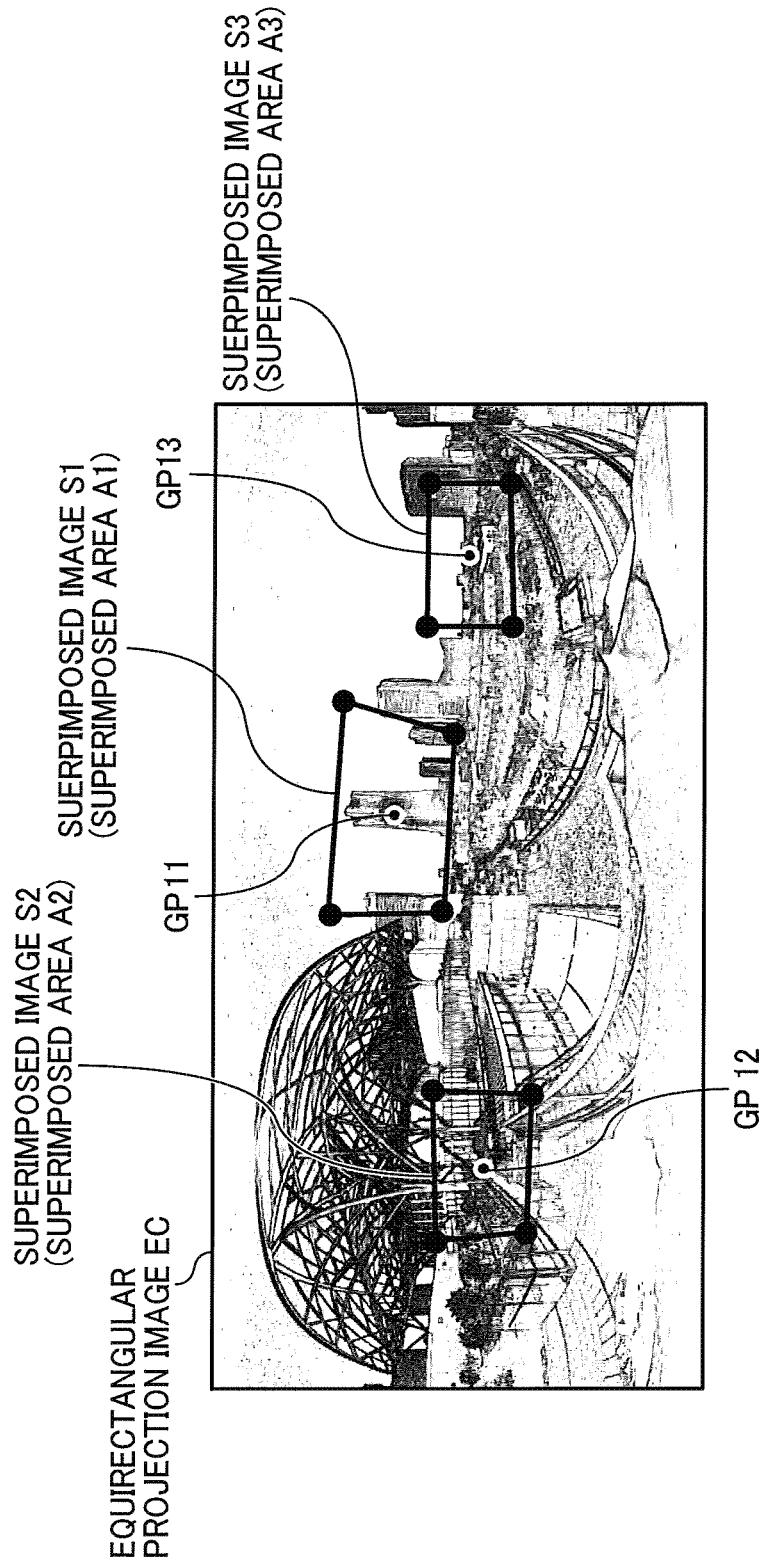 EQUIRECTANGULAR
PROJECTION IMAGE EC
SUPERIMPOSED IMAGE S2
(SUPERIMPOSED AREA A2)
GP11
SUERPIMPOSED IMAGE S1
(SUPERIMPOSED AREA A1)
GP13
SUERPIMPOSED IMAGE S3
(SUPERIMPOSED AREA A3)
GP 12